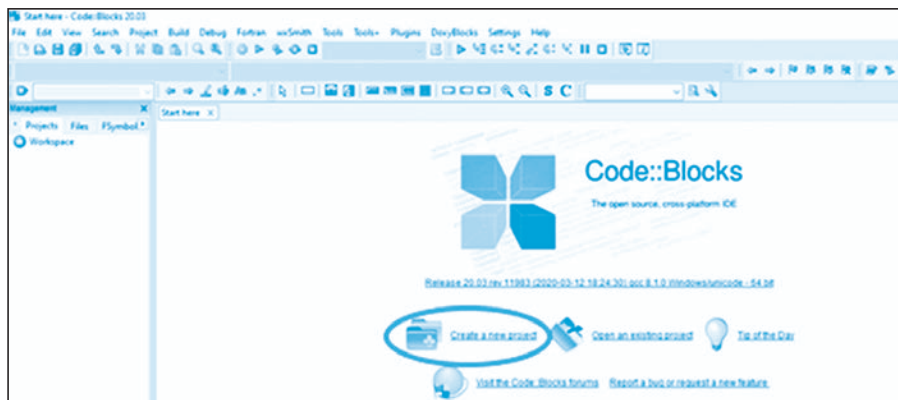 Start here - Code::Blocks 20.03
File Edit View Search Project Build Debug Fortran wxSmith Tools Tools+ Plugins DoxyBlocks Settings Help
S C
Management X
Start here X
Projects Files FSymbol
Workspace
Code::Blocks
The open source, cross-platform IDE
Release 20.03 rev 11983 (2020-03-12 18:24:30) gcc 8.1.0 Windows/unicode - 64 bit
Create a new project Open an existing project Tip of the Day
Visit the Code::Blocks forums Report a bug or request a new feature